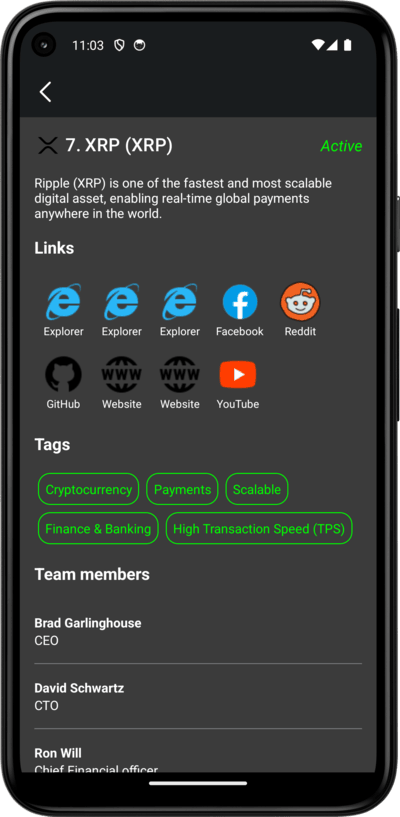 11:03
7. XRP (XRP)
Active
Ripple (XRP) is one of the fastest and most scalable
digital asset, enabling real-time global payments
anywhere in the world.
Links
Explorer Explorer Explorer Facebook Reddit
WWW WWW
GitHub Website Website YouTube
Tags
Cryptocurrency Payments Scalable
Finance & Banking High Transaction Speed (TPS)
Team members
Brad Garlinghouse
CEO
David Schwartz
CTO
Ron Will
Chief Financial officer